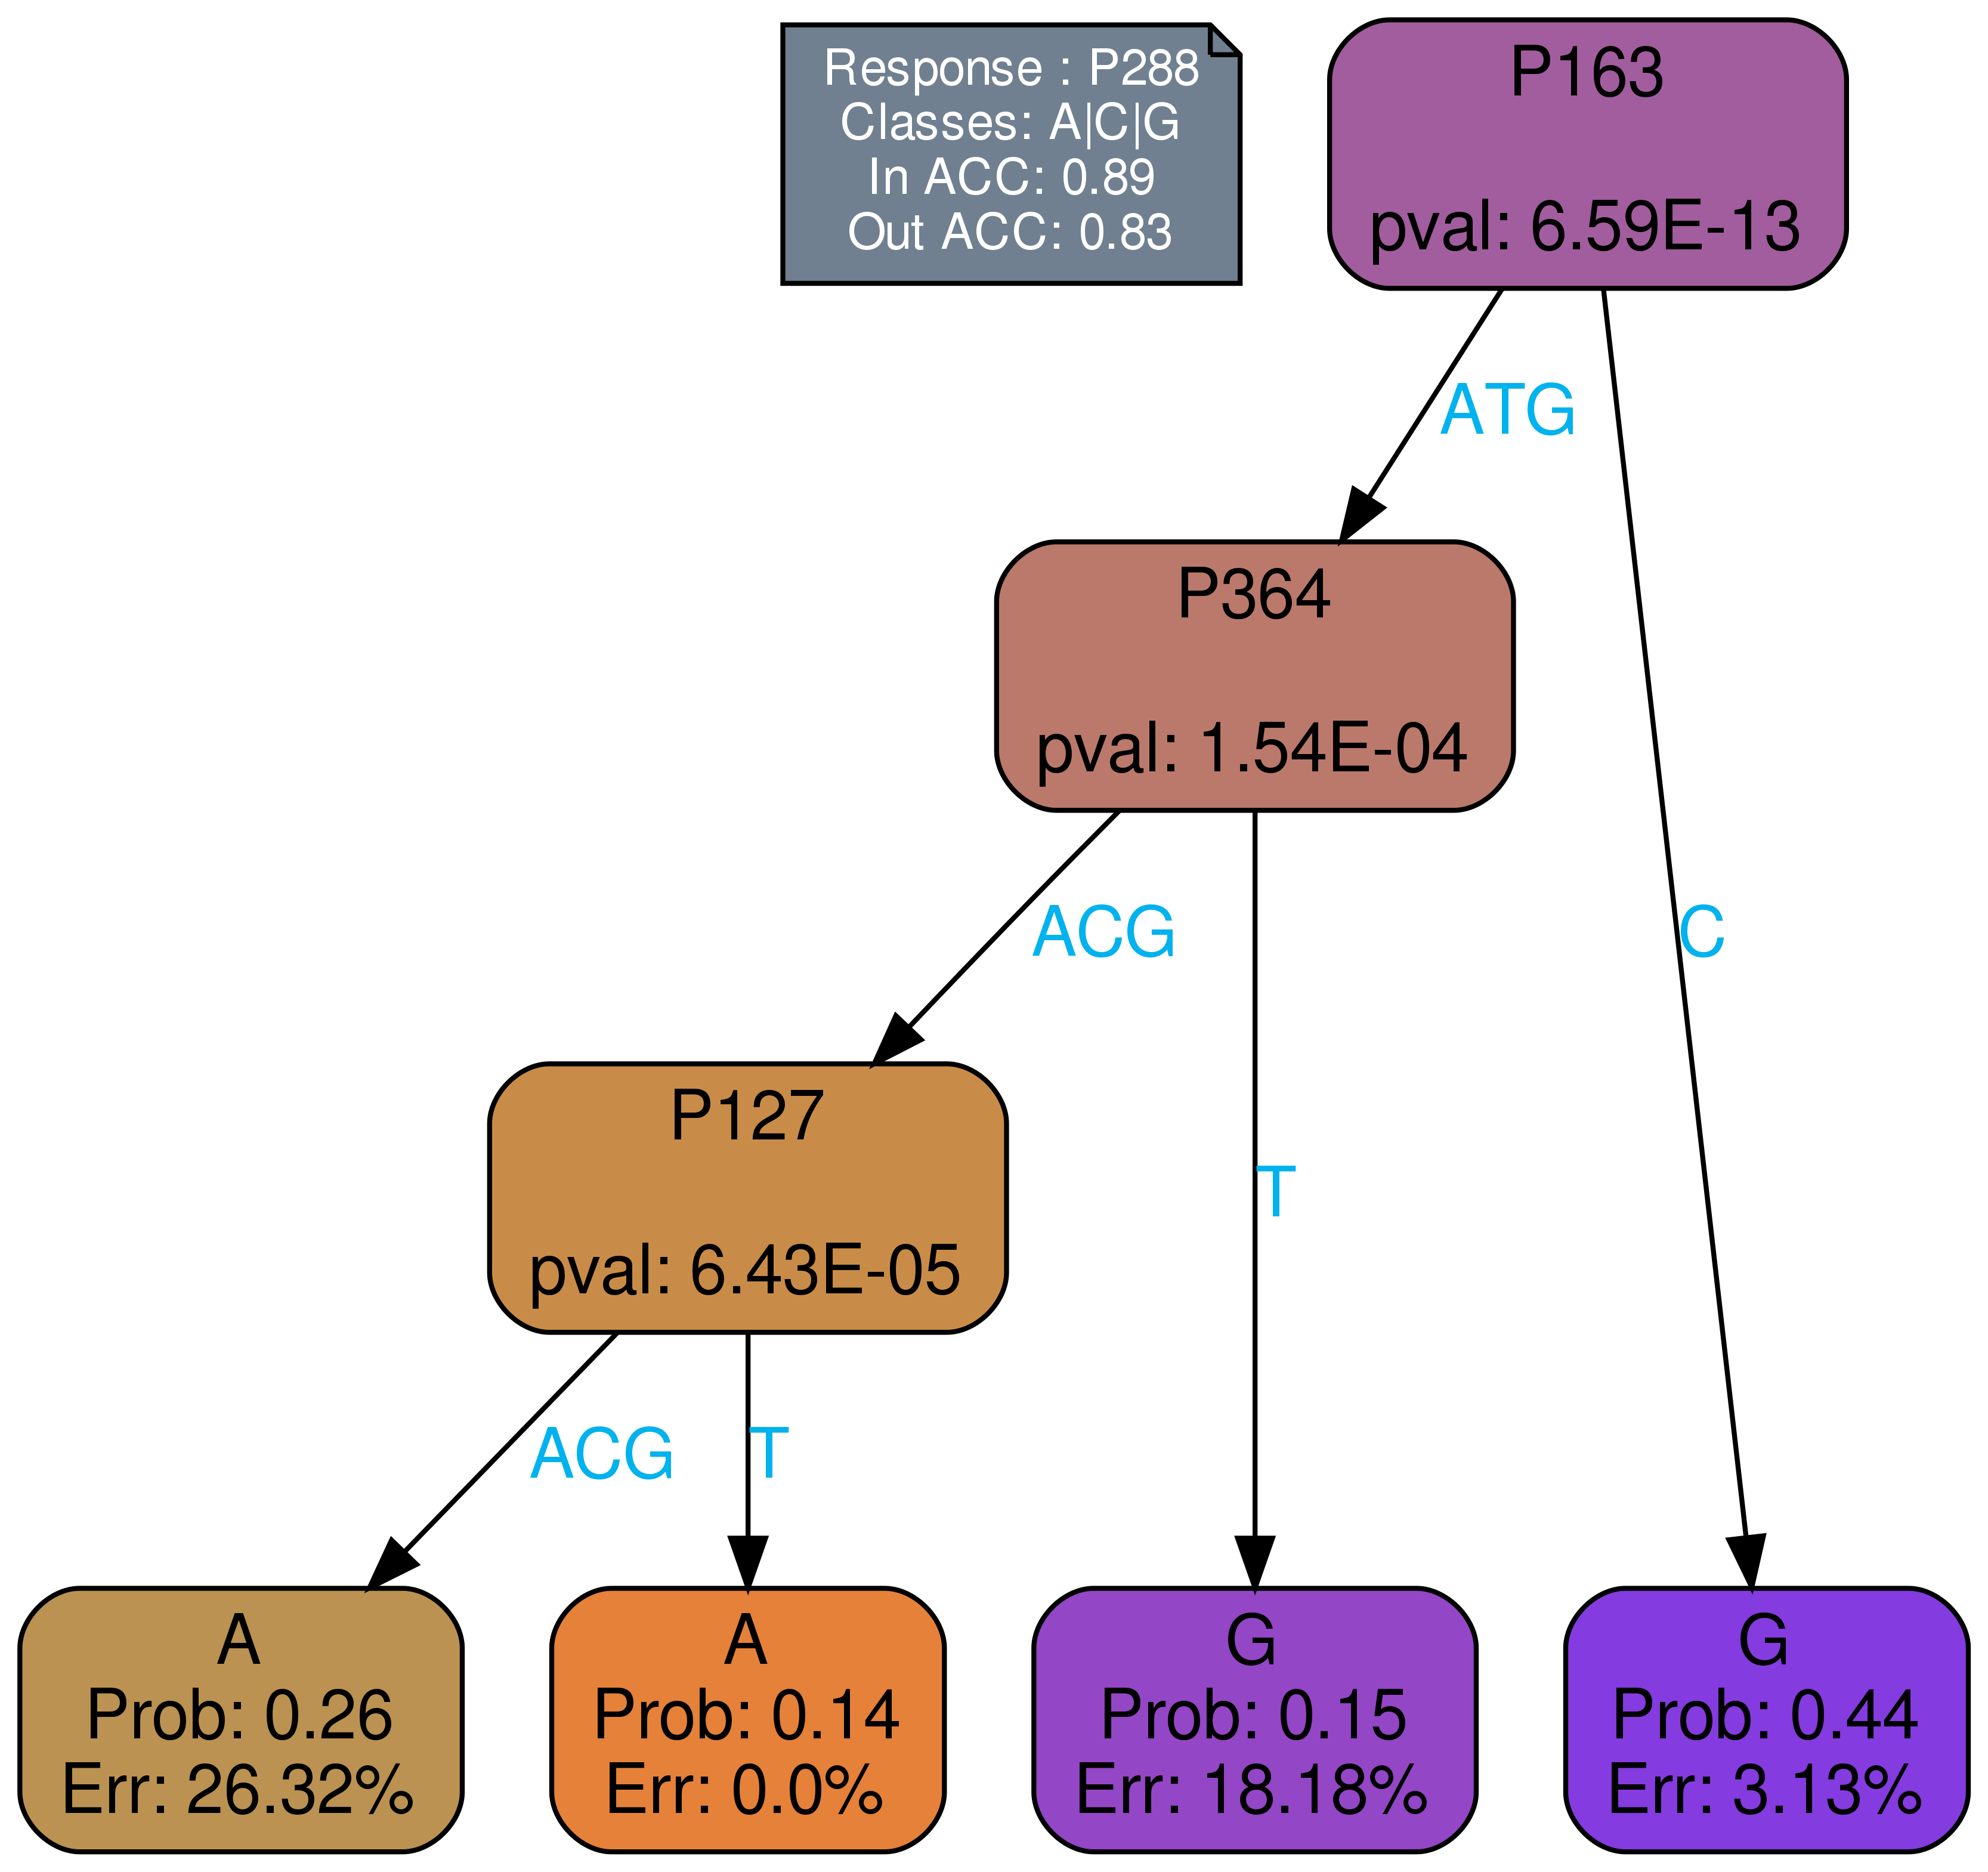 Response : P288
Classes: A|C|G
In ACC: 0.89
Out ACC: 0.83
P163
pval: 6.59E-13
ATG
P364
pval: 1.54E-04
ACG
C
P127
pval: 6.43E-05
T
ACG
T
A
Prob: 0.26
Err: 26.32%
A
Prob: 0.14
Err: 0.0%
G
Prob: 0.15
Err: 18.18%
G
Prob: 0.44
Err: 3.13%